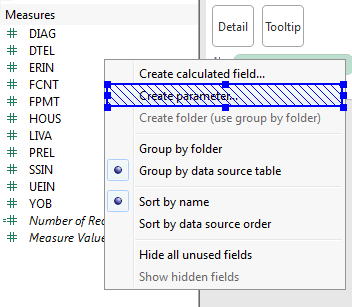 Measures
DIAG
DTEL
ERIN
FCNT
FPMT
HOUS
LIVA
PREL
SSIN
UEIN
YOB
Number of Rec
Measure Value
Detail
Tooltip
Create calculated field...
Create parameter...
Create folder (use group by folder)
Group by folder
Group by data source table
Sort by name
Sort by data source order
Hide all unused fields
Show hidden fields